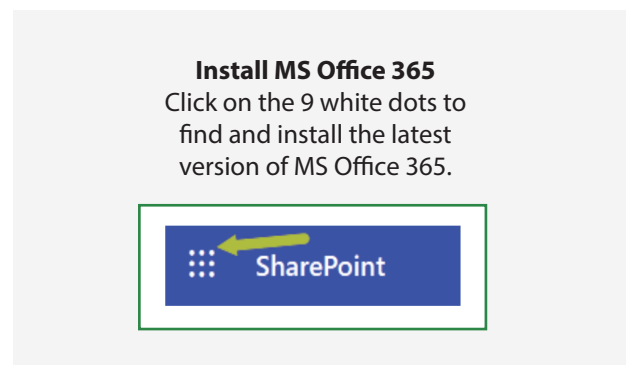 Install MS Office 365
Click on the 9 white dots to
find and install the latest
version of MS Office 365.
SharePoint